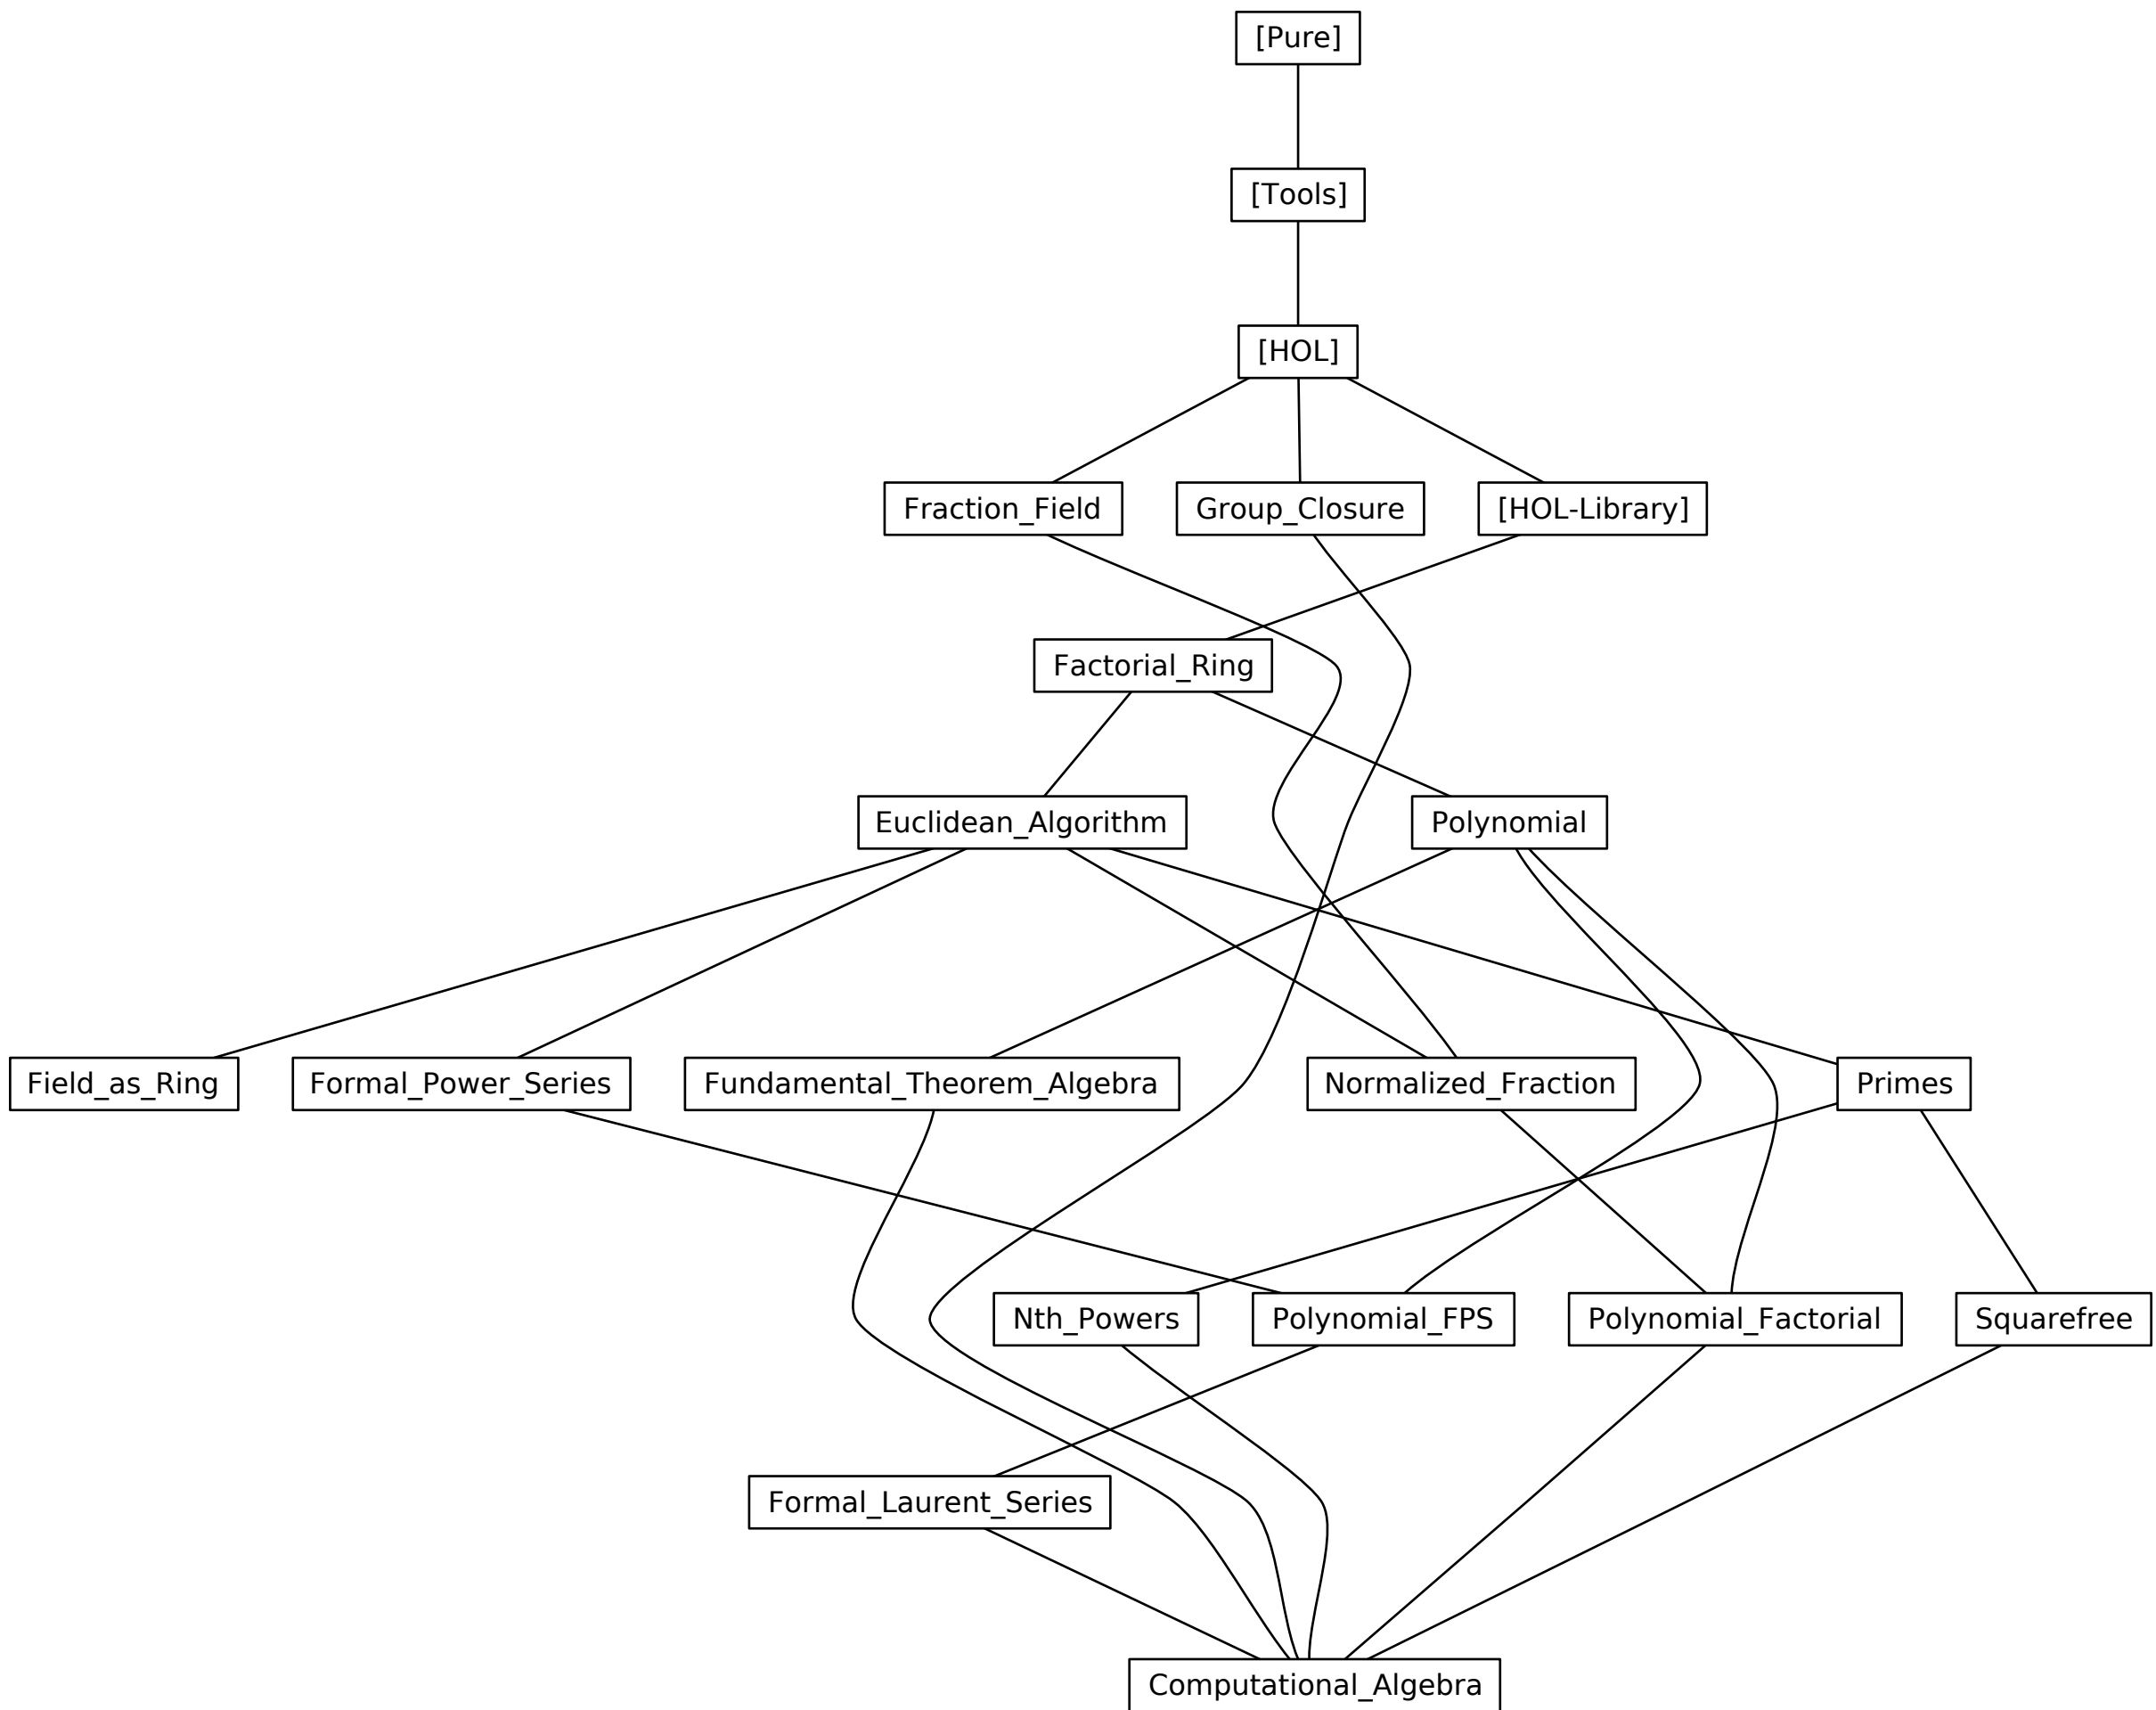 [Pure]
[Tools]
[HOL]
Fraction_Field
Group_Closure
[HOL-Library]
Factorial_Ring
Euclidean_Algorithm
Polynomial
Field_as_Ring
Formal_Power_Series
Fundamental_Theorem_Algebra
Normalized_Fraction
Primes
Nth_Powers
Polynomial_FPS
Polynomial_Factorial
Squarefree
Formal_Laurent_Series
Computational_Algebra